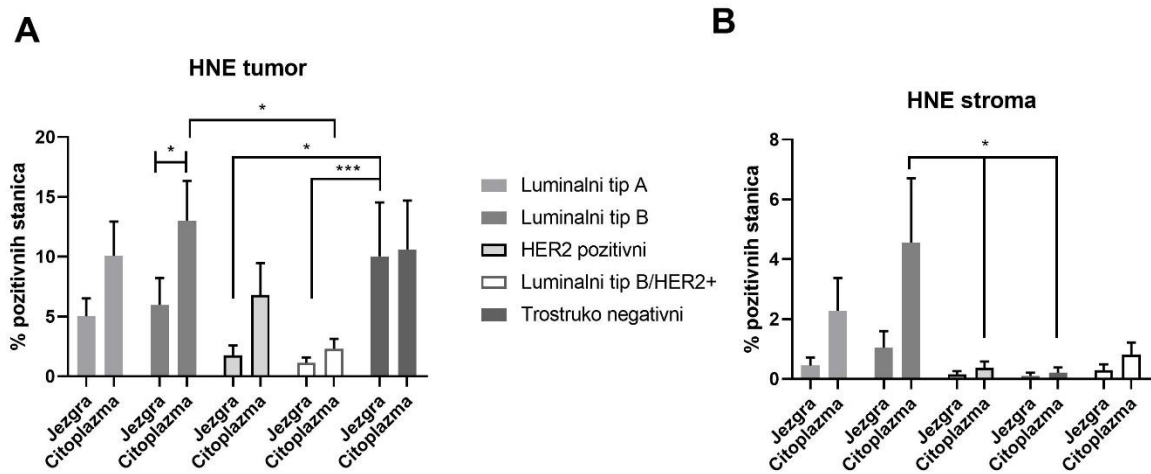 A
HNE tumor
% pozitivnih stanica
20
15
10
5
0
*
*
*
***
Jezgra
Citoplazma
Jezgra
Citoplazma
Jezgra
Citoplazma
Jezgra
Citoplazma
Jezgra
Citoplazma
Luminalni tip A
Luminalni tip B
HER2 pozitivni
Luminalni tip B/HER2+
Trostruko negativni
B
HNE stroma
% pozitivnih stanica
8
6
4
2
0
*
Jezgra
Citoplazma
Jezgra
Citoplazma
Jezgra
Citoplazma
Jezgra
Citoplazma
Jezgra
Citoplazma